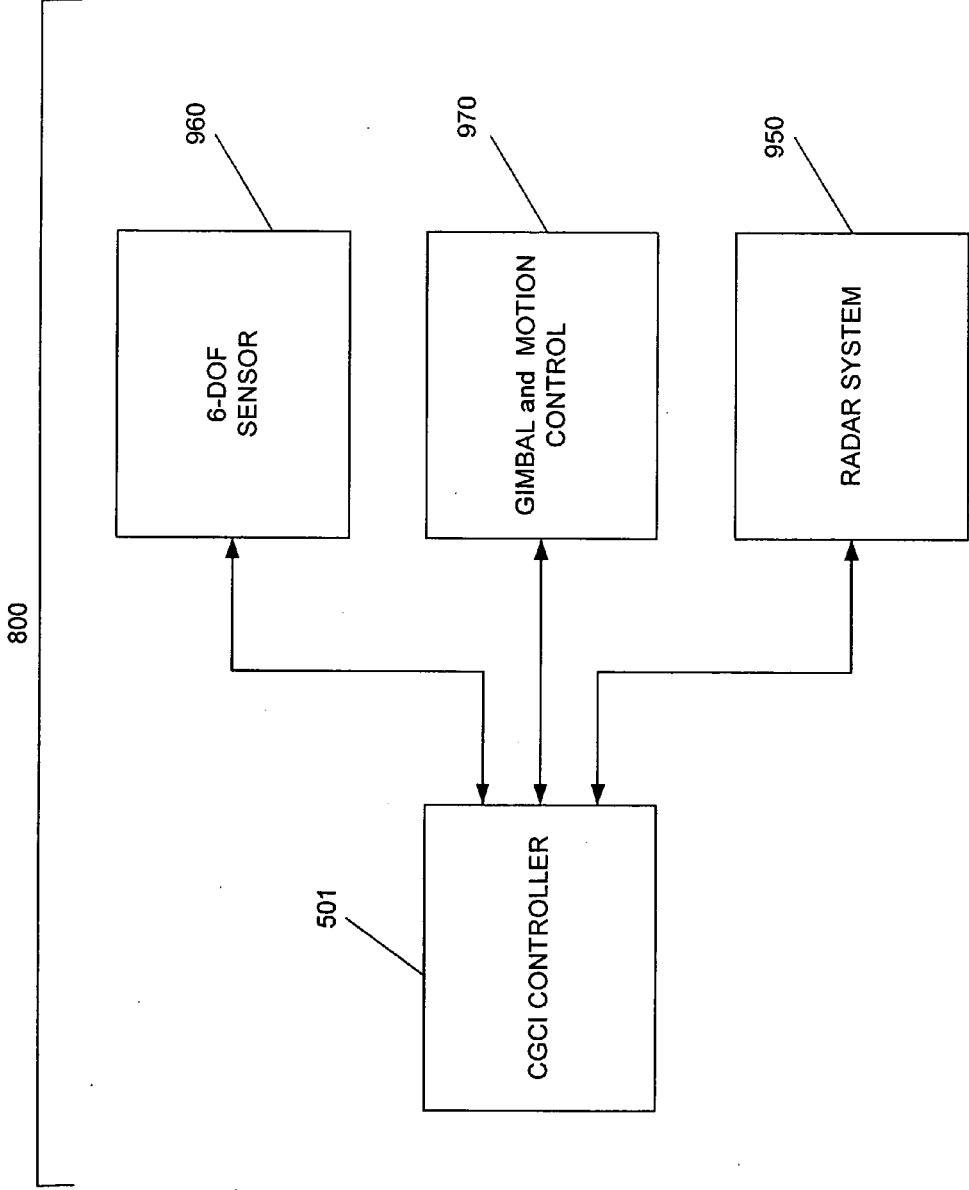 800
960
6-DOF
SENSOR
970
GIMBAL and MOTION
CONTROL
501
CGCI CONTROLLER
950
RADAR SYSTEM